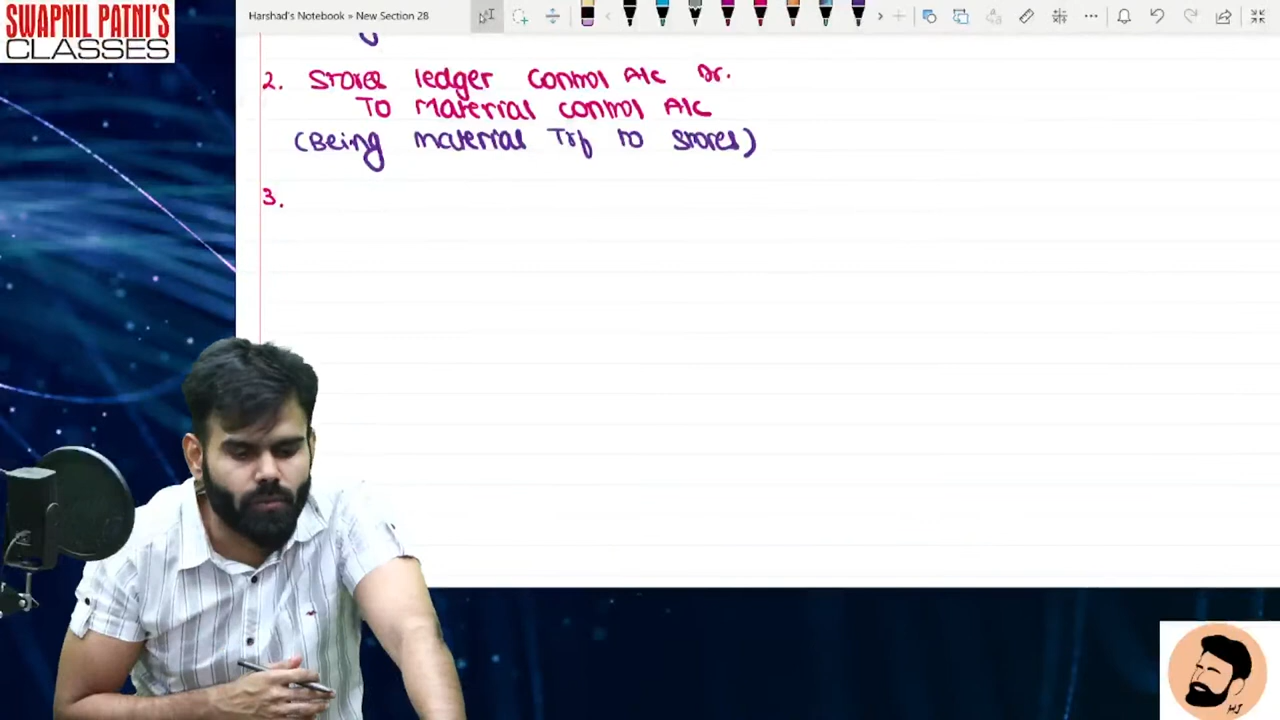 SWAPNIL PATNI'S
CLASSES
Harshad's Notebook » New Section 28
2. Stores ledger control A/c Dr.
To Material control A/c
(Being material Trf to stores)
3.
HJ